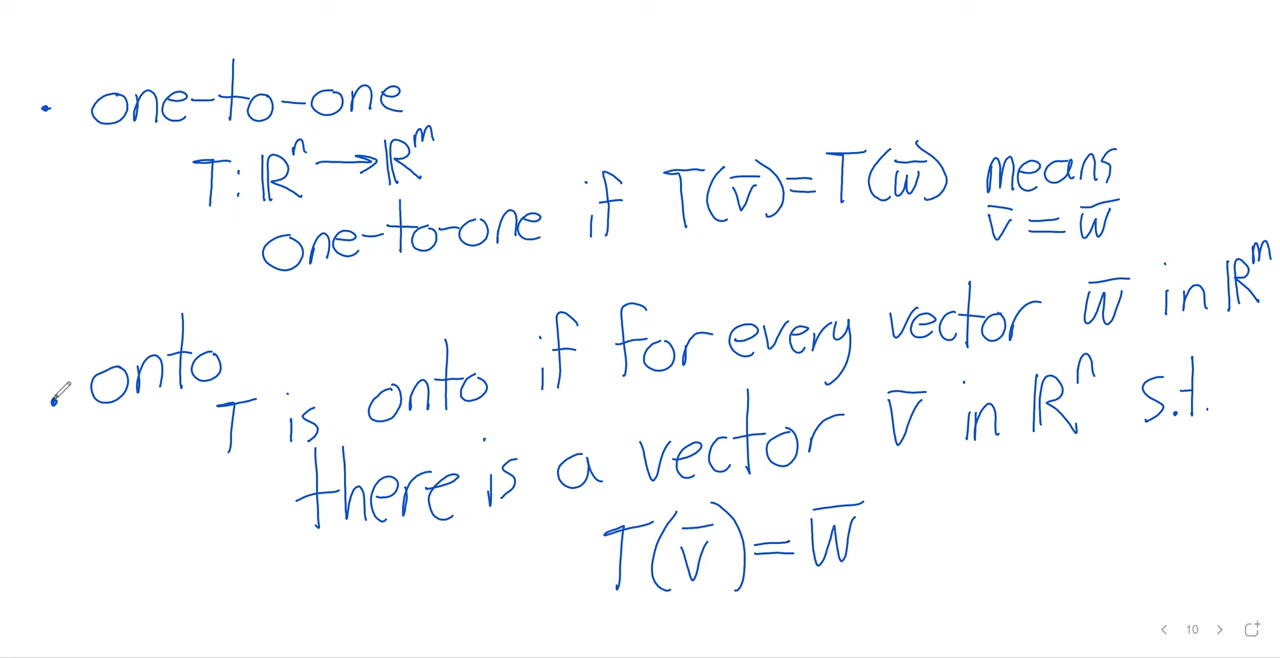 • one-to-one
T: ℝⁿ → ℝᵐ
one-to-one if T(v̅) = T(w̅) means
v̅ = w̅
• onto
T is onto if for every vector w̅ in ℝᵐ
there is a vector v̅ in ℝⁿ s.t.
T(v̅) = w̅
< 10 >